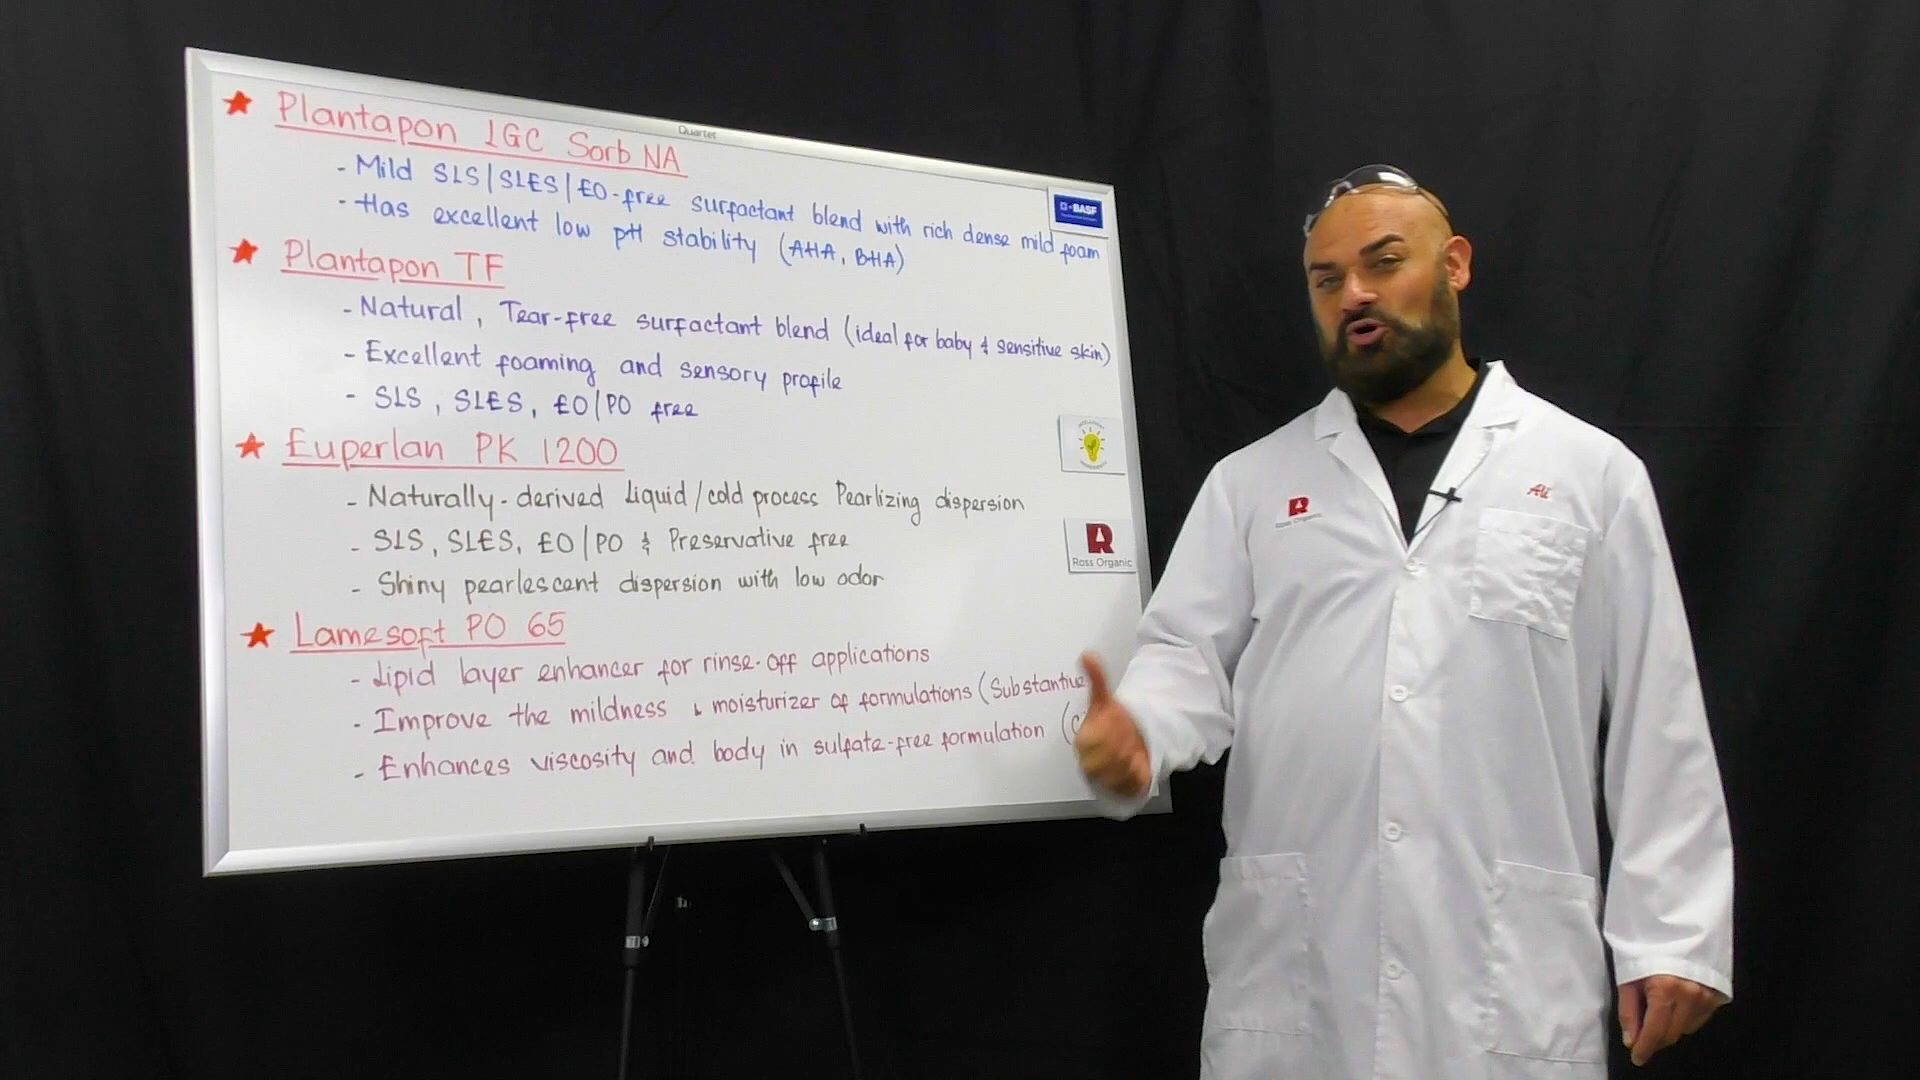 Quartet
★ Plantapon LGC Sorb NA
- Mild SLS/SLES/EO-free surfactant blend with rich dense mild foam
- Has excellent low pH stability (AHA, BHA)
BASF
★ Plantapon TF
- Natural, Tear-free surfactant blend (ideal for baby & sensitive skin)
- Excellent foaming and sensory profile
- SLS, SLES, EO/PO free
★ Euperlan PK 1200
- Naturally-derived Liquid/cold process Pearlizing dispersion
- SLS, SLES, EO/PO & Preservative free
- Shiny pearlescent dispersion with low odor
R
Ross Organic
★ Lamesoft PO 65
- Lipid layer enhancer for rinse-off applications
- Improve the mildness & moisturizer of formulations (Substantive
- Enhances viscosity and body in sulfate-free formulation (
R
Ross Organic
Ali